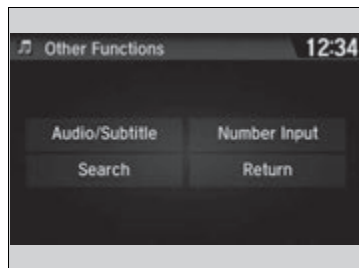 Other Functions 12:34
Audio/Subtitle Number Input
Search Return